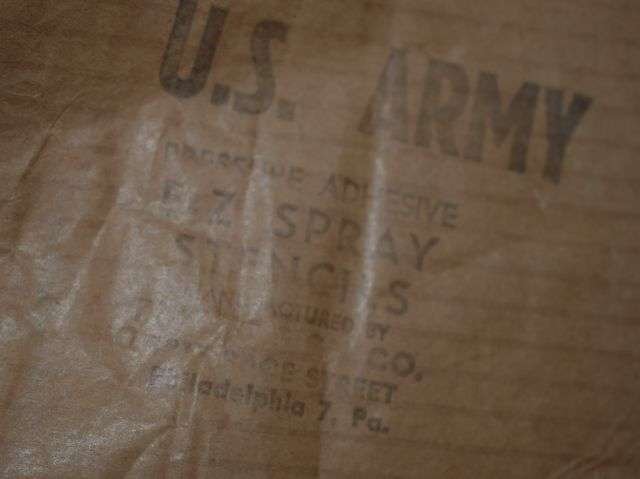 U.S. ARMY
PRESSURE ADHESIVE
E-Z SPRAY
STENCILS
MANUFACTURED BY
CO.
STREET
Philadelphia 7, Pa.